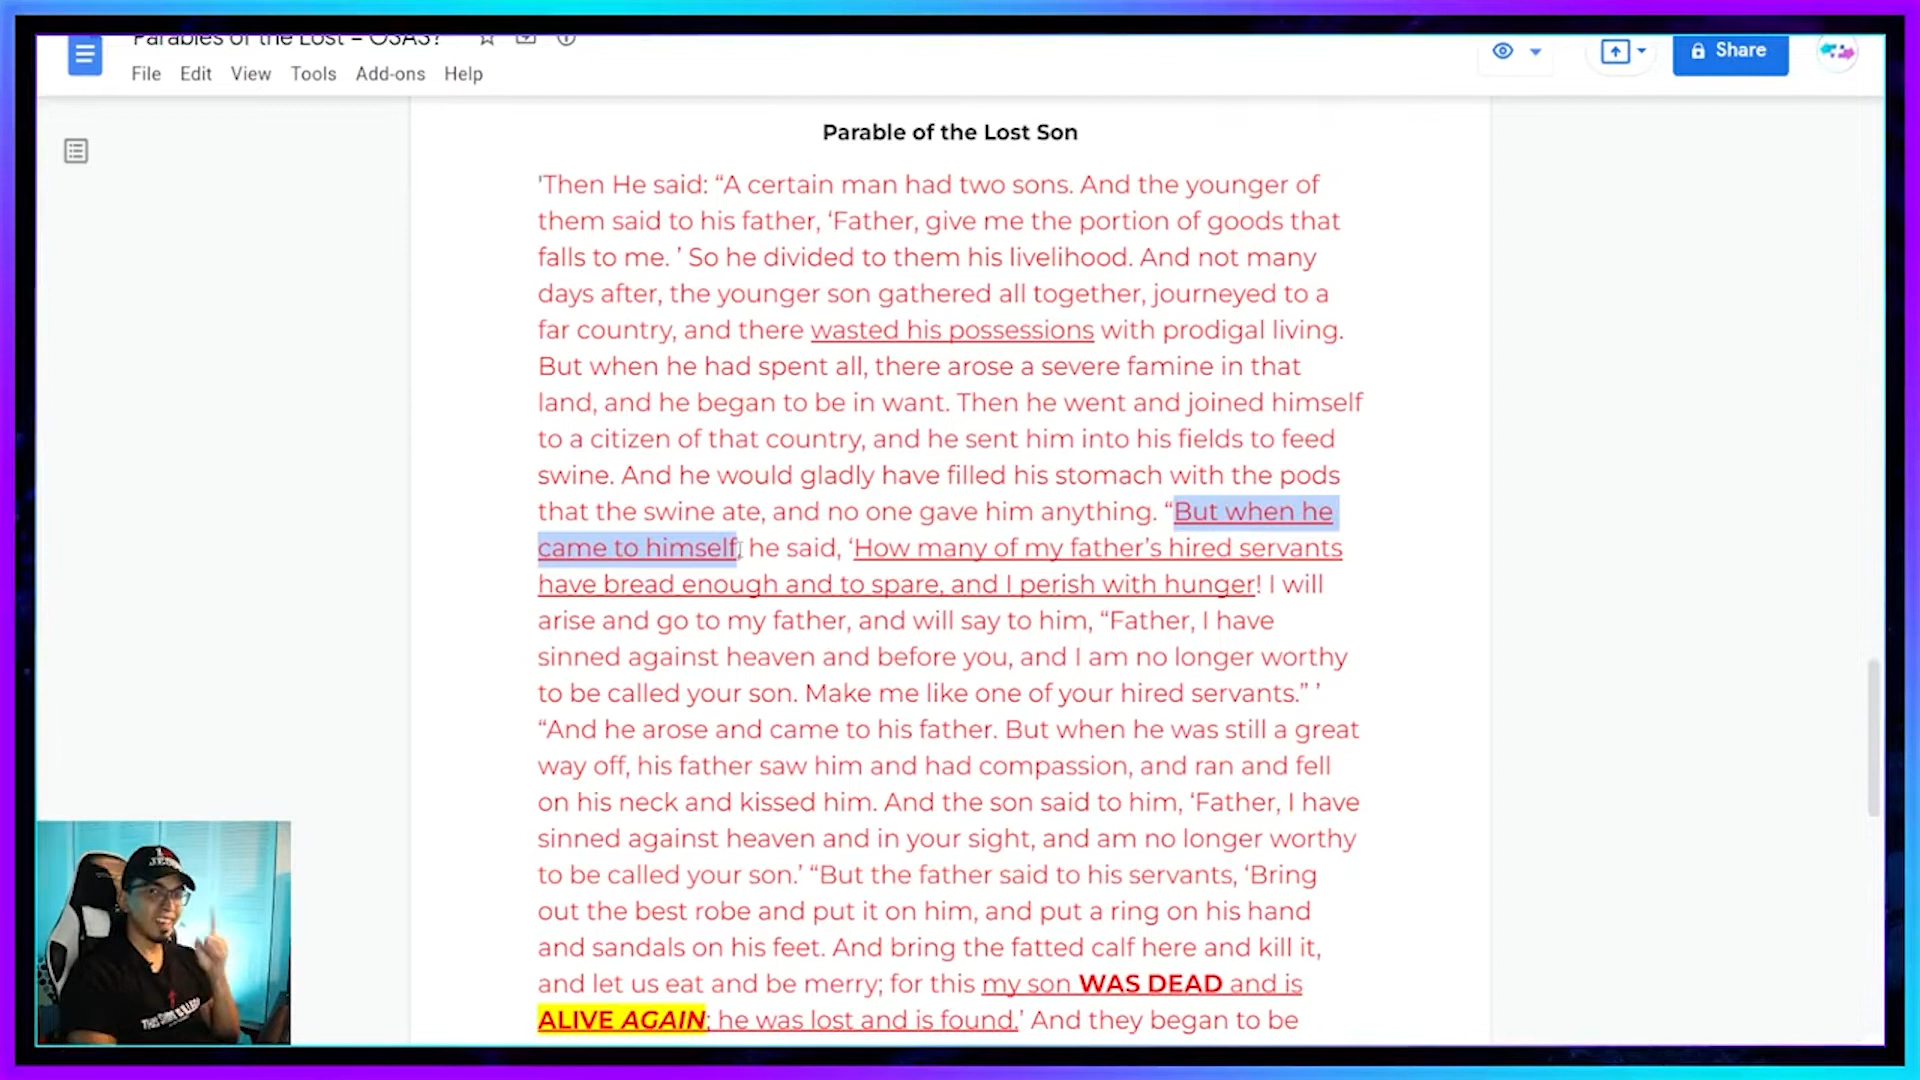 Parables of the Lost – OSAS?
File Edit View Tools Add-ons Help
Share
Parable of the Lost Son
'Then He said: “A certain man had two sons. And the younger of
them said to his father, ‘Father, give me the portion of goods that
falls to me. ’ So he divided to them his livelihood. And not many
days after, the younger son gathered all together, journeyed to a
far country, and there wasted his possessions with prodigal living.
But when he had spent all, there arose a severe famine in that
land, and he began to be in want. Then he went and joined himself
to a citizen of that country, and he sent him into his fields to feed
swine. And he would gladly have filled his stomach with the pods
that the swine ate, and no one gave him anything. “But when he
came to himself, he said, ‘How many of my father’s hired servants
have bread enough and to spare, and I perish with hunger! I will
arise and go to my father, and will say to him, “Father, I have
sinned against heaven and before you, and I am no longer worthy
to be called your son. Make me like one of your hired servants.” ’
“And he arose and came to his father. But when he was still a great
way off, his father saw him and had compassion, and ran and fell
on his neck and kissed him. And the son said to him, ‘Father, I have
sinned against heaven and in your sight, and am no longer worthy
to be called your son.’ “But the father said to his servants, ‘Bring
out the best robe and put it on him, and put a ring on his hand
and sandals on his feet. And bring the fatted calf here and kill it,
and let us eat and be merry; for this my son WAS DEAD and is
ALIVE AGAIN; he was lost and is found.’ And they began to be